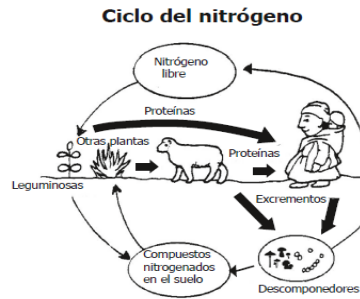 Ciclo del nitrógeno
Nitrógeno
libre
Proteínas
Otras plantas
Proteínas
Leguminosas
Excrementos
Compuestos
nitrogenados
en el suelo
Descomponedores